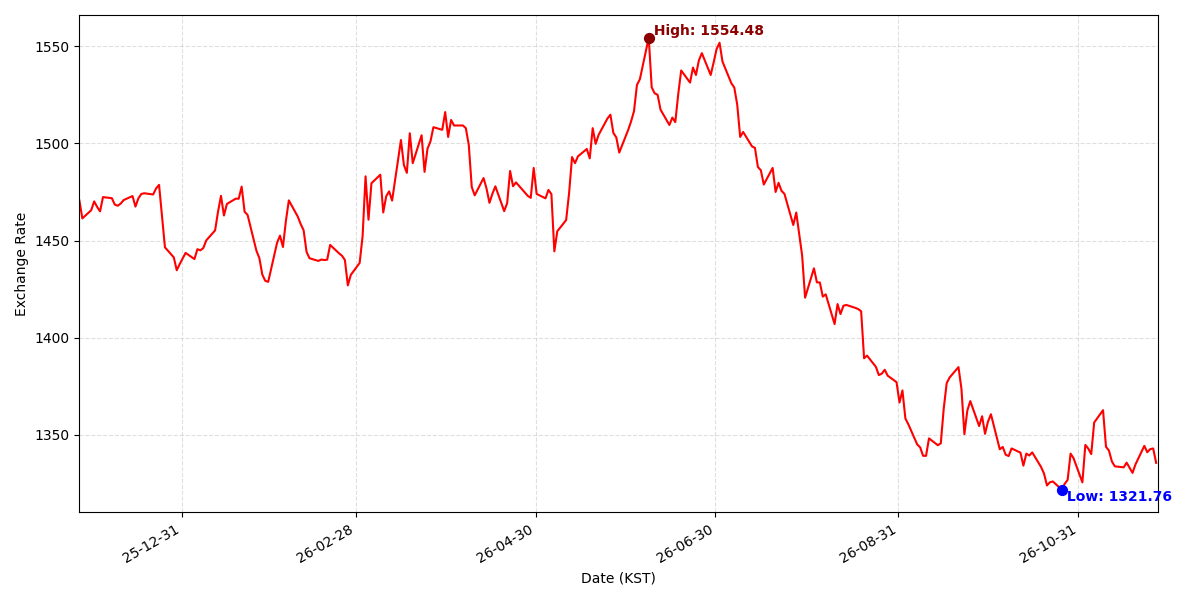 High: 1554.48
1550
1500
1450
1400
1350
Exchange Rate
Low: 1321.76
25-12-31
26-02-28
26-04-30
26-06-30
26-08-31
26-10-31
Date (KST)